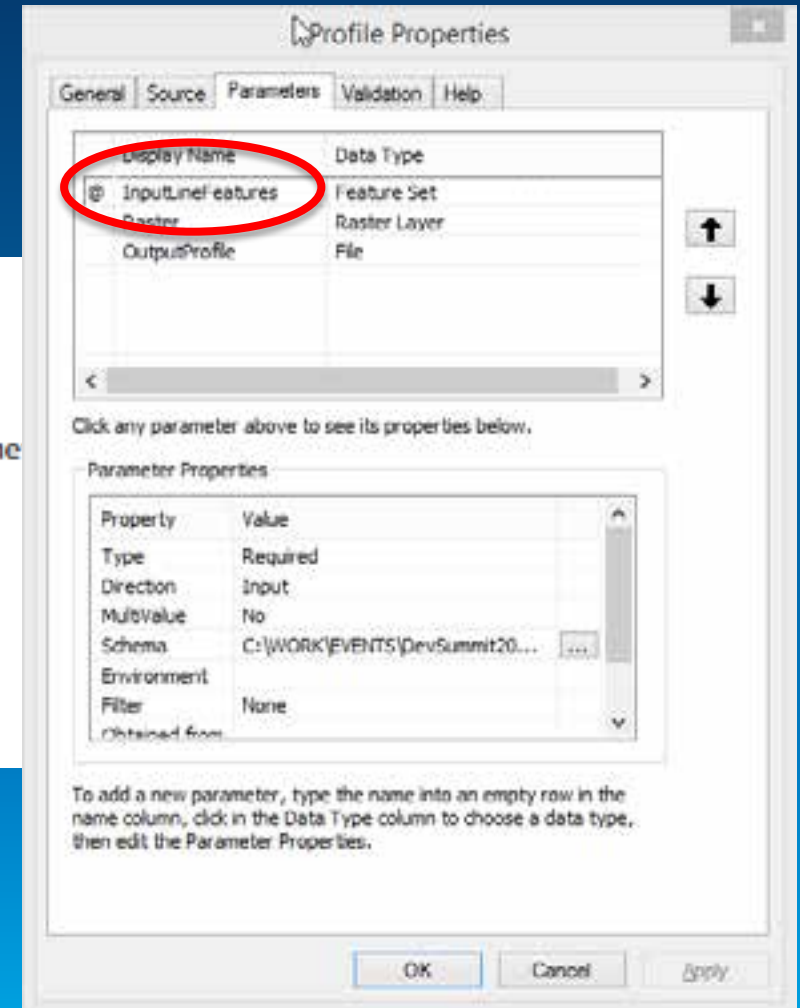 Profile Properties
General Source Parameters Validation Help
Display Name Data Type
@ InputLineFeatures Feature Set
Raster Raster Layer
OutputProfile File
Click any parameter above to see its properties below.
Parameter Properties
Property Value
Type Required
Direction Input
MultiValue No
Schema C:\WORK\EVENTS\DevSummit20... ...
Environment
Filter None
Obtained from
To add a new parameter, type the name into an empty row in the
name column, click in the Data Type column to choose a data type,
then edit the Parameter Properties.
OK Cancel Apply